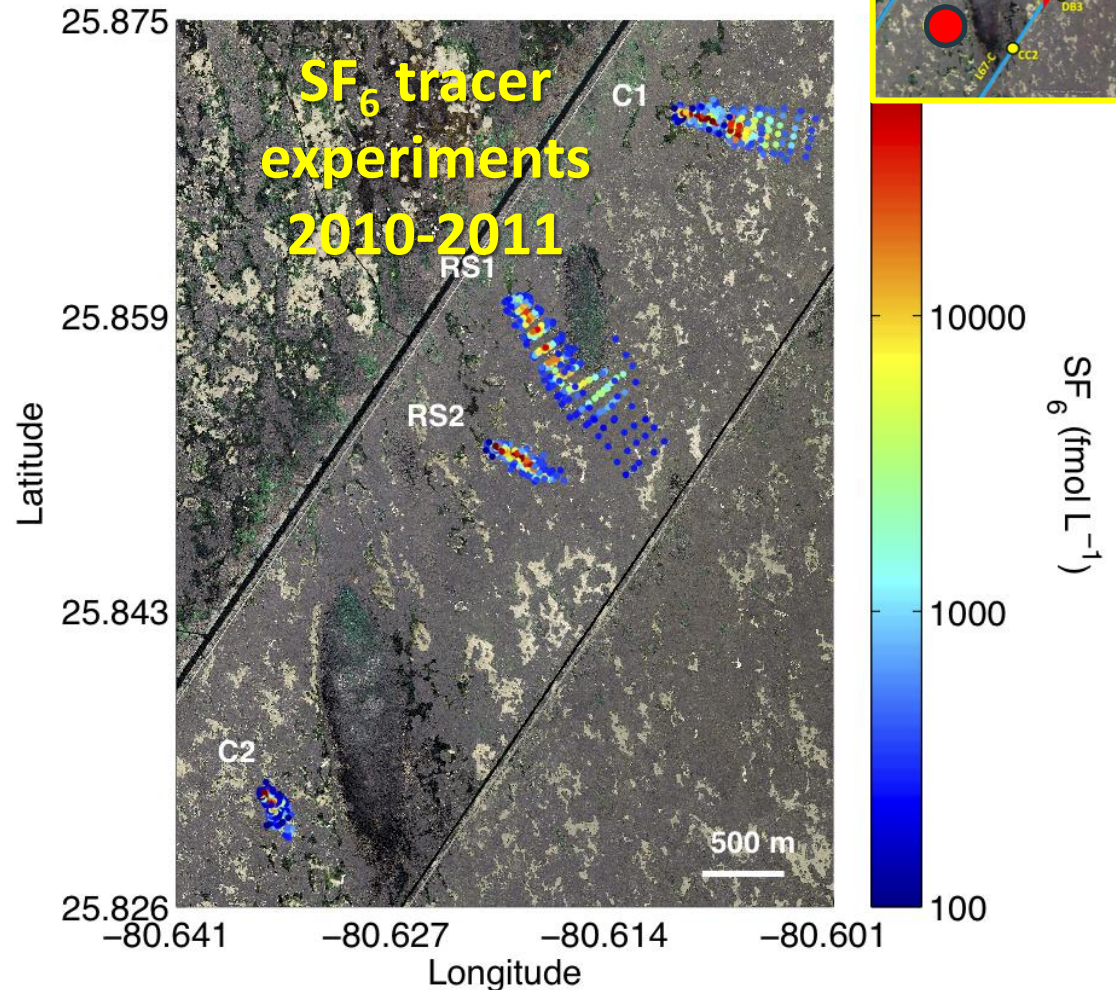 SF6 tracer
experiments
2010-2011
C1
RS1
RS2
C2
500 m
25.875
25.859
25.843
25.826
−80.641
−80.627
−80.614
−80.601
Latitude
Longitude
10000
1000
100
SF6 (fmol L−1)
DB3
CC2
L67-C